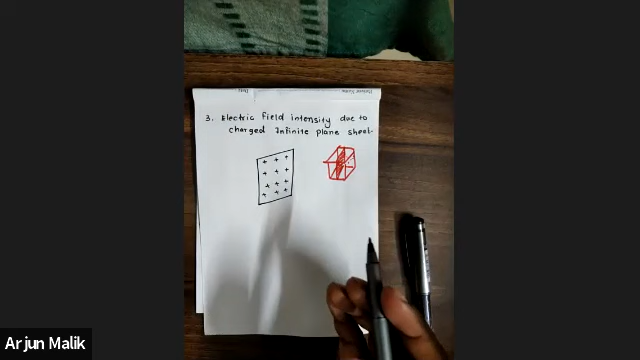 3. Electric field intensity due to
charged Infinite plane sheet.
Arjun Malik